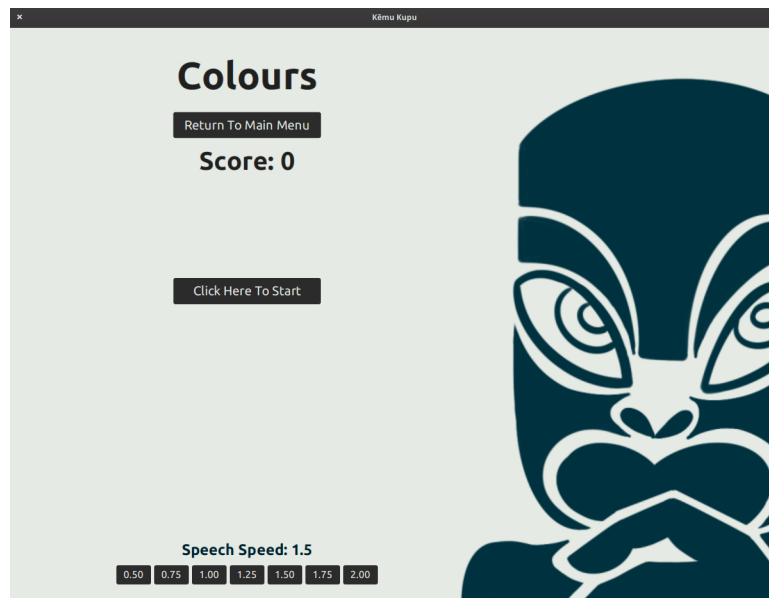 Kēmu Kupu
Colours
Return To Main Menu
Score: 0
Click Here To Start
Speech Speed: 1.5
0.50 0.75 1.00 1.25 1.50 1.75 2.00